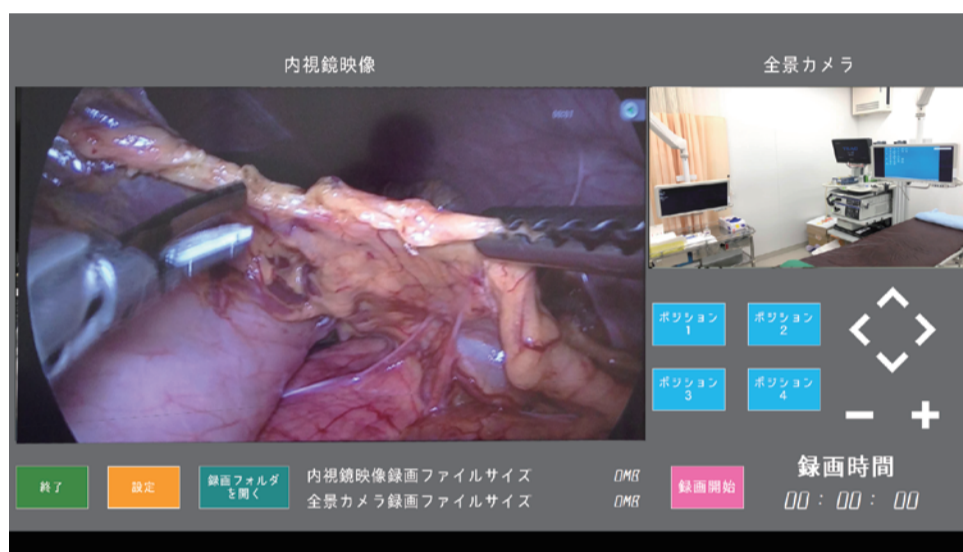 内視鏡映像
全景カメラ
ポジション
1
ポジション
2
ポジション
3
ポジション
4
終了
設定
録画フォルダ
を開く
内視鏡映像録画ファイルサイズ 0MB
全景カメラ録画ファイルサイズ 0MB
録画開始
録画時間
00 : 00 : 00